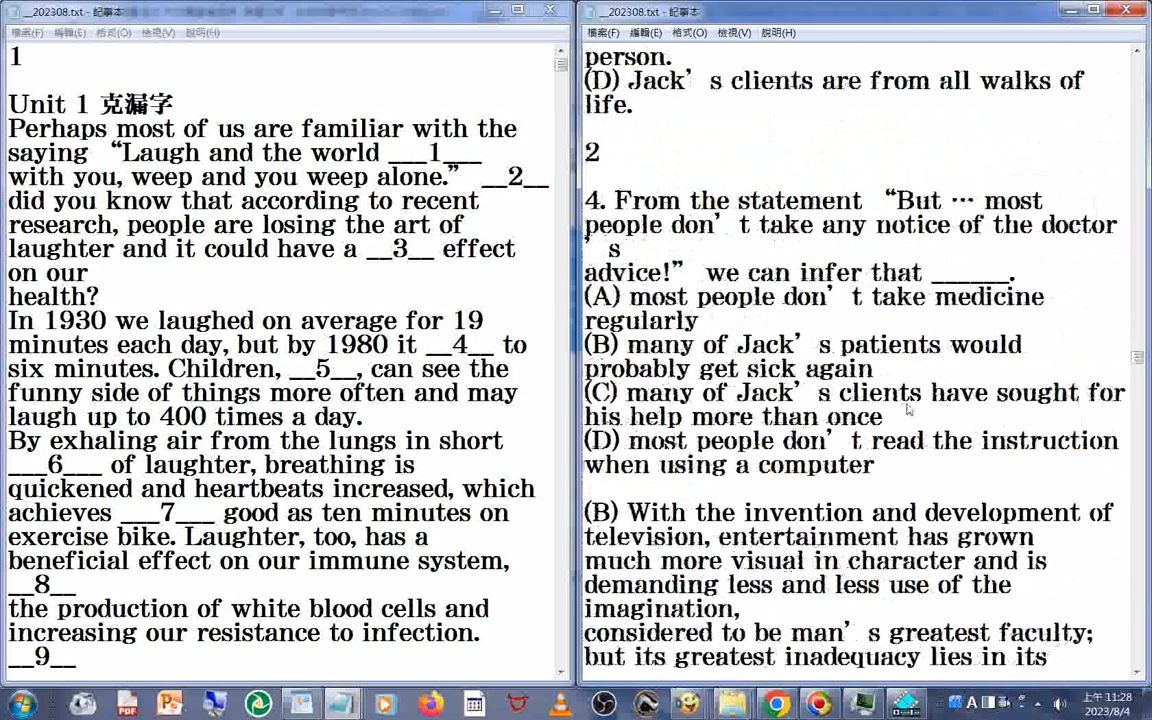 __202308.txt - 記事本
檔案(F) 編輯(E) 格式(O) 檢視(V) 說明(H)
1
Unit 1 克漏字
Perhaps most of us are familiar with the
saying “Laugh and the world ___1___
with you, weep and you weep alone.” __2__
did you know that according to recent
research, people are losing the art of
laughter and it could have a __3__ effect
on our
health?
In 1930 we laughed on average for 19
minutes each day, but by 1980 it __4__ to
six minutes. Children, __5__, can see the
funny side of things more often and may
laugh up to 400 times a day.
By exhaling air from the lungs in short
___6___ of laughter, breathing is
quickened and heartbeats increased, which
achieves ___7___ good as ten minutes on
exercise bike. Laughter, too, has a
beneficial effect on our immune system,
__8__
the production of white blood cells and
increasing our resistance to infection.
__9__
__202308.txt - 記事本
檔案(F) 編輯(E) 格式(O) 檢視(V) 說明(H)
person.
(D) Jack’s clients are from all walks of
life.
2
4. From the statement “But … most
people don’t take any notice of the doctor
’s
advice!” we can infer that ______.
(A) most people don’t take medicine
regularly
(B) many of Jack’s patients would
probably get sick again
(C) many of Jack’s clients have sought for
his help more than once
(D) most people don’t read the instruction
when using a computer
(B) With the invention and development of
television, entertainment has grown
much more visual in character and is
demanding less and less use of the
imagination,
considered to be man’s greatest faculty;
but its greatest inadequacy lies in its
PDF
A
上午 11:28
2023/8/4